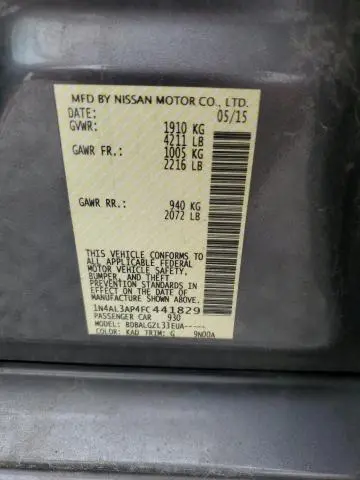 MFD BY NISSAN MOTOR CO., LTD.
DATE: 05/15
GVWR: 1910 KG
4211 LB
GAWR FR.: 1005 KG
2216 LB
GAWR RR.: 940 KG
2072 LB
THIS VEHICLE CONFORMS TO
ALL APPLICABLE FEDERAL
MOTOR VEHICLE SAFETY,
BUMPER, AND THEFT
PREVENTION STANDARDS IN
EFFECT ON THE DATE OF
MANUFACTURE SHOWN ABOVE.
1N4AL3AP4FC441829
PASSENGER CAR 930
MODEL: BDBALGZL33EUA-----
COLOR: KAD TRIM: G 9N00A